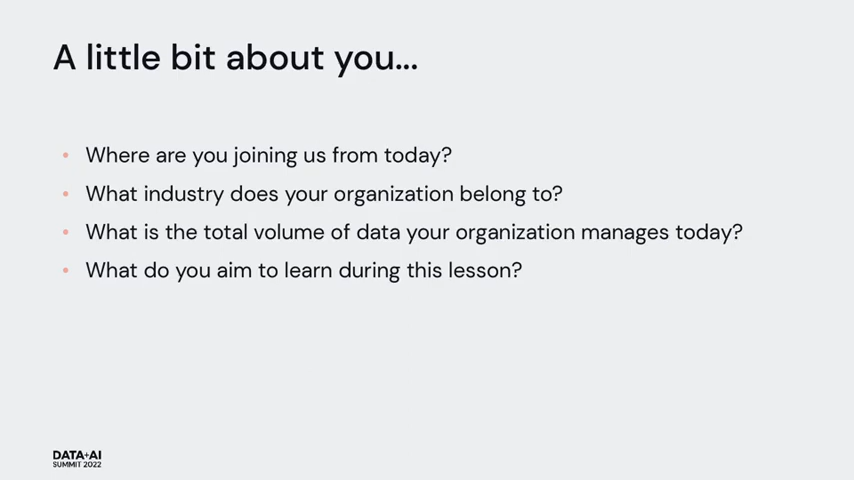 A little bit about you...
• Where are you joining us from today?
• What industry does your organization belong to?
• What is the total volume of data your organization manages today?
• What do you aim to learn during this lesson?
DATA+AI
SUMMIT 2022